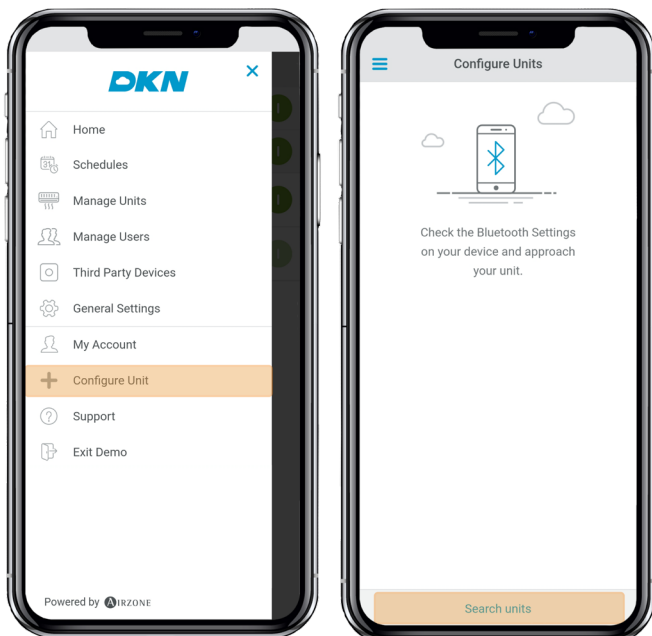 DKN
Home
31
Schedules
Manage Units
Manage Users
Third Party Devices
General Settings
My Account
Configure Unit
Support
Exit Demo
Powered by AIRZONE
Configure Units
Check the Bluetooth Settings
on your device and approach
your unit.
Search units